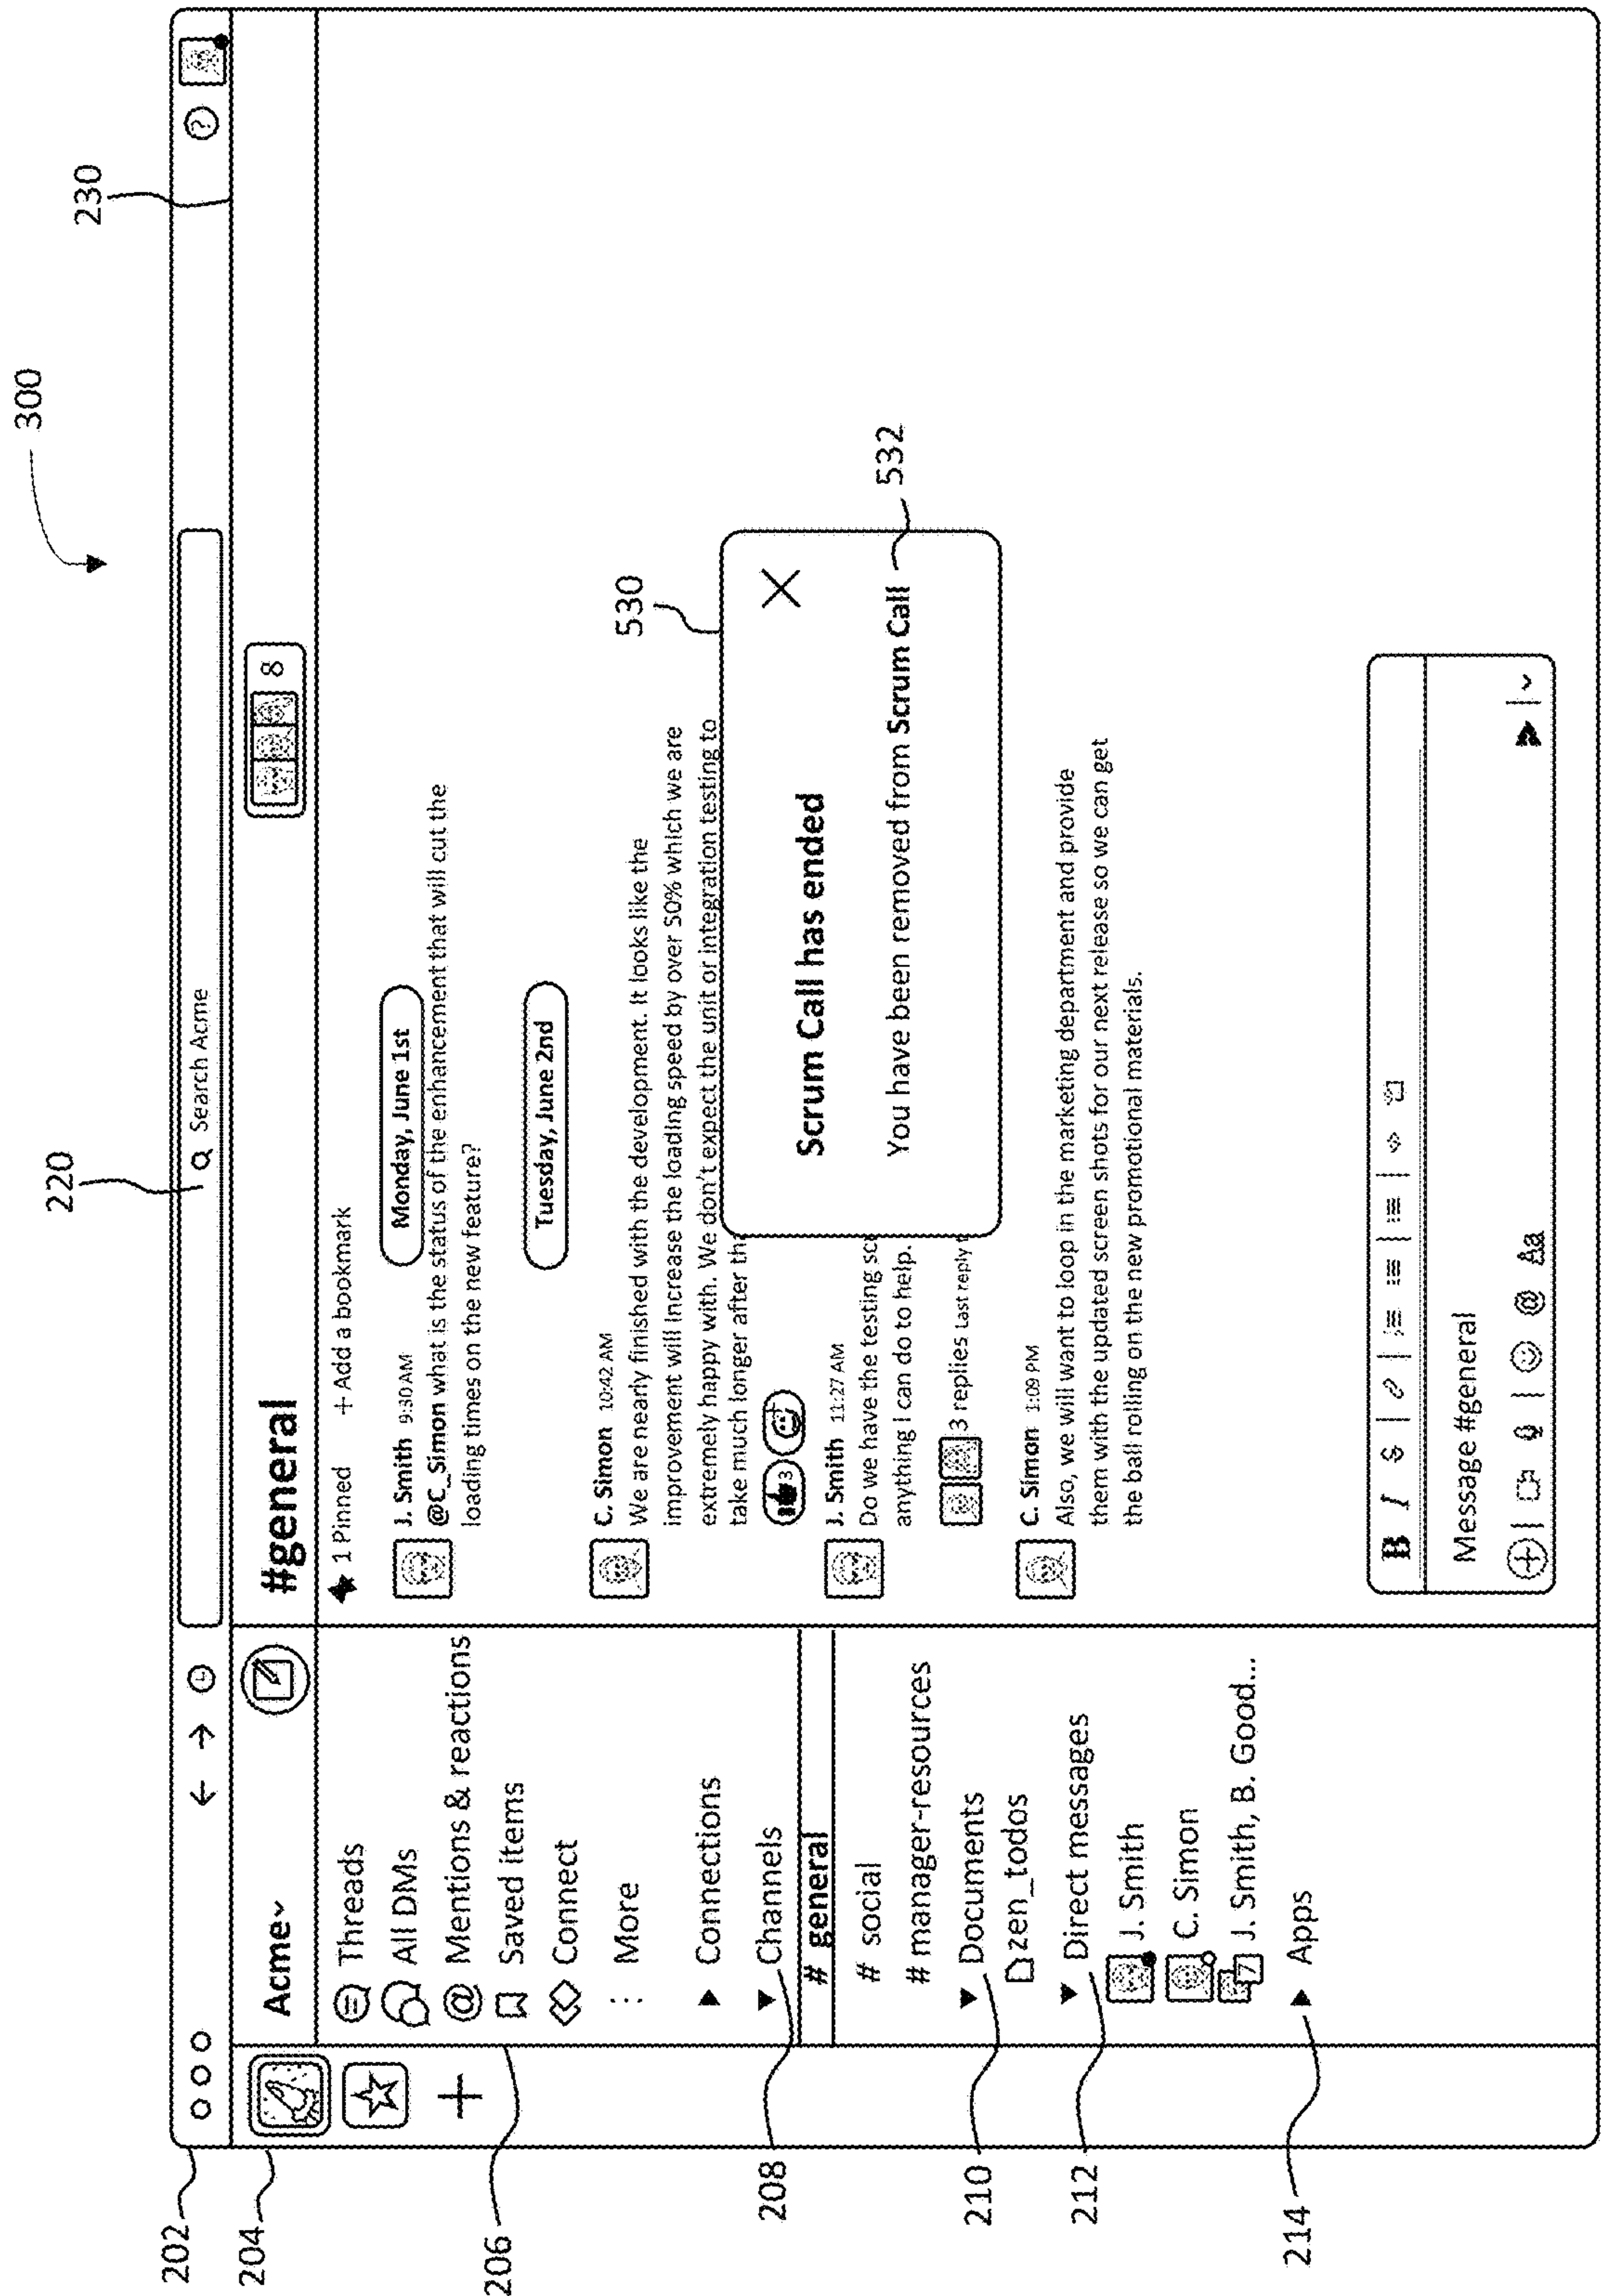 300
220
230
202
204
206
208
210
212
214
Search Acme
?
Acme
Threads
All DMs
@ Mentions & reactions
Saved items
Connect
More
Connections
Channels
# general
# social
# manager-resources
Documents
zen_todos
Direct messages
J. Smith
C. Simon
7 J. Smith, B. Good...
Apps
#general
8
1 Pinned + Add a bookmark
Monday, June 1st
J. Smith 9:30 AM
@C_Simon what is the status of the enhancement that will cut the
loading times on the new feature?
Tuesday, June 2nd
C. Simon 10:42 AM
We are nearly finished with the development. It looks like the
improvement will increase the loading speed by over 50% which we are
extremely happy with. We don't expect the unit or integration testing to
take much longer after th
3
J. Smith 11:27 AM
Do we have the testing sc
anything I can do to help.
3 replies Last reply t
C. Simon 1:09 PM
Also, we will want to loop in the marketing department and provide
them with the updated screen shots for our next release so we can get
the ball rolling on the new promotional materials.
530
Scrum Call has ended
You have been removed from Scrum Call
532
B I S
Message #general
@ Aa